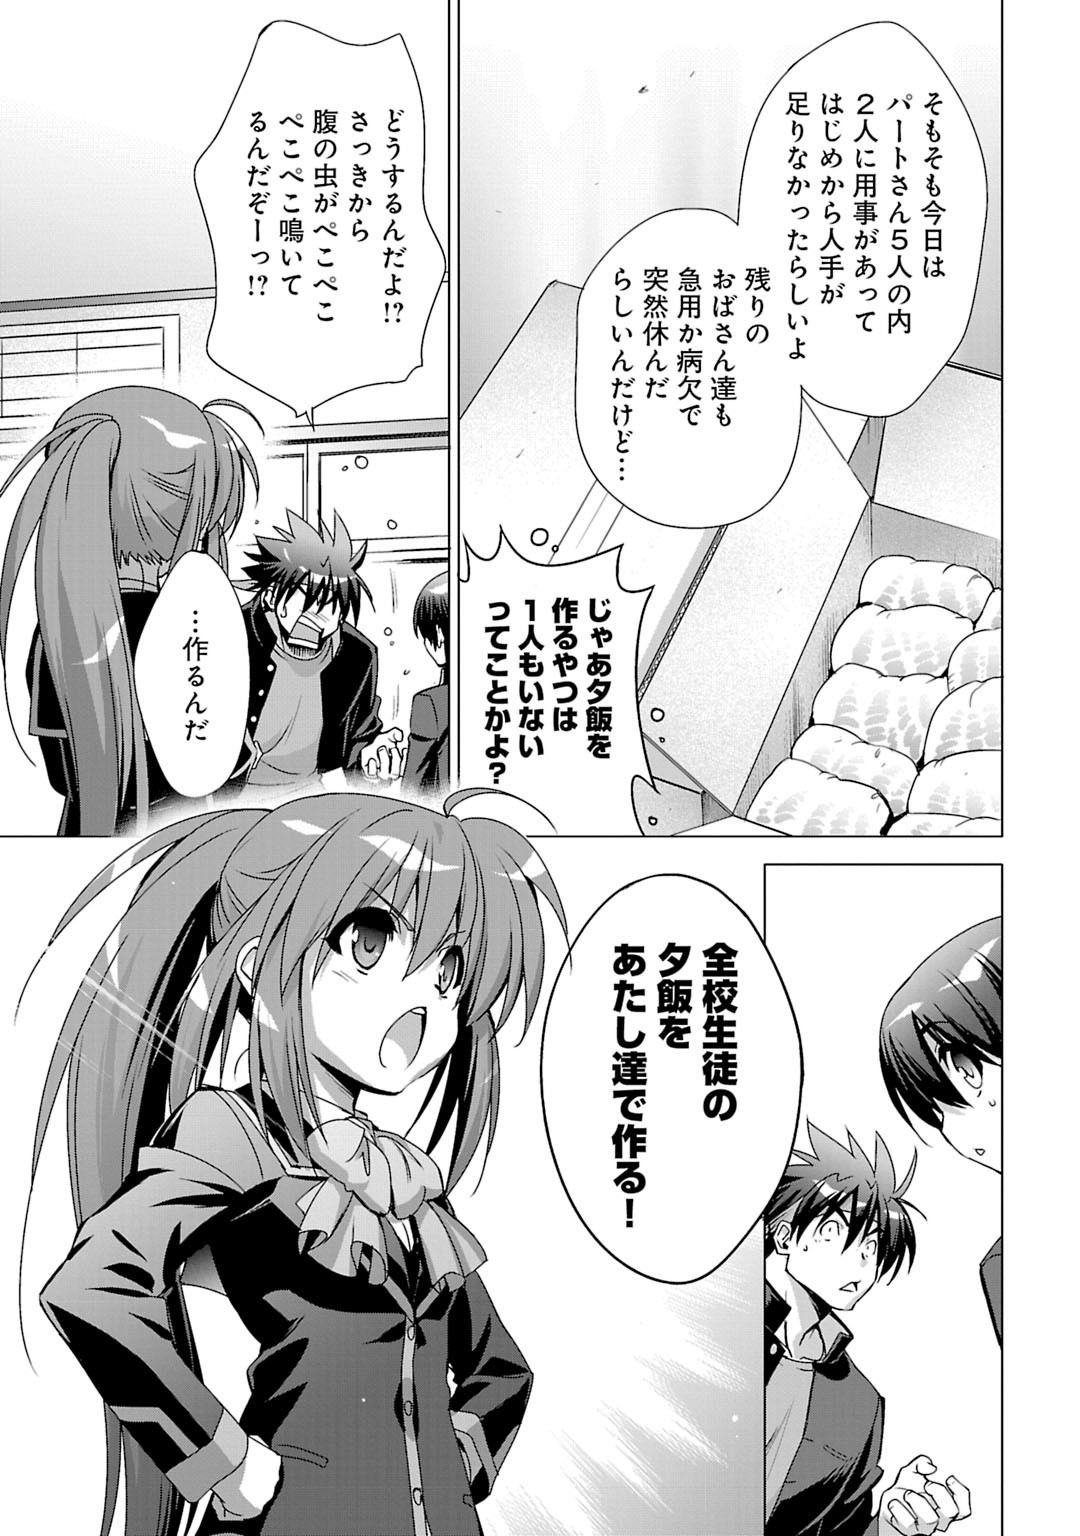 そもそも今日は
パートさん5人の内
2人に用事があって
はじめから人手が
足りなかったらしいよ
残りの
おばさん達も
急用か病欠で
突然休んだ
らしいんだけど…
じゃあ夕飯を
作るやつは
1人もいない
ってことかよ?
どうするんだよ!?
さっきから
腹の虫がぺこぺこ
ぺこぺこ鳴いて
るんだぞーっ!?
…作るんだ
全校生徒の
夕飯を
あたし達で作る!